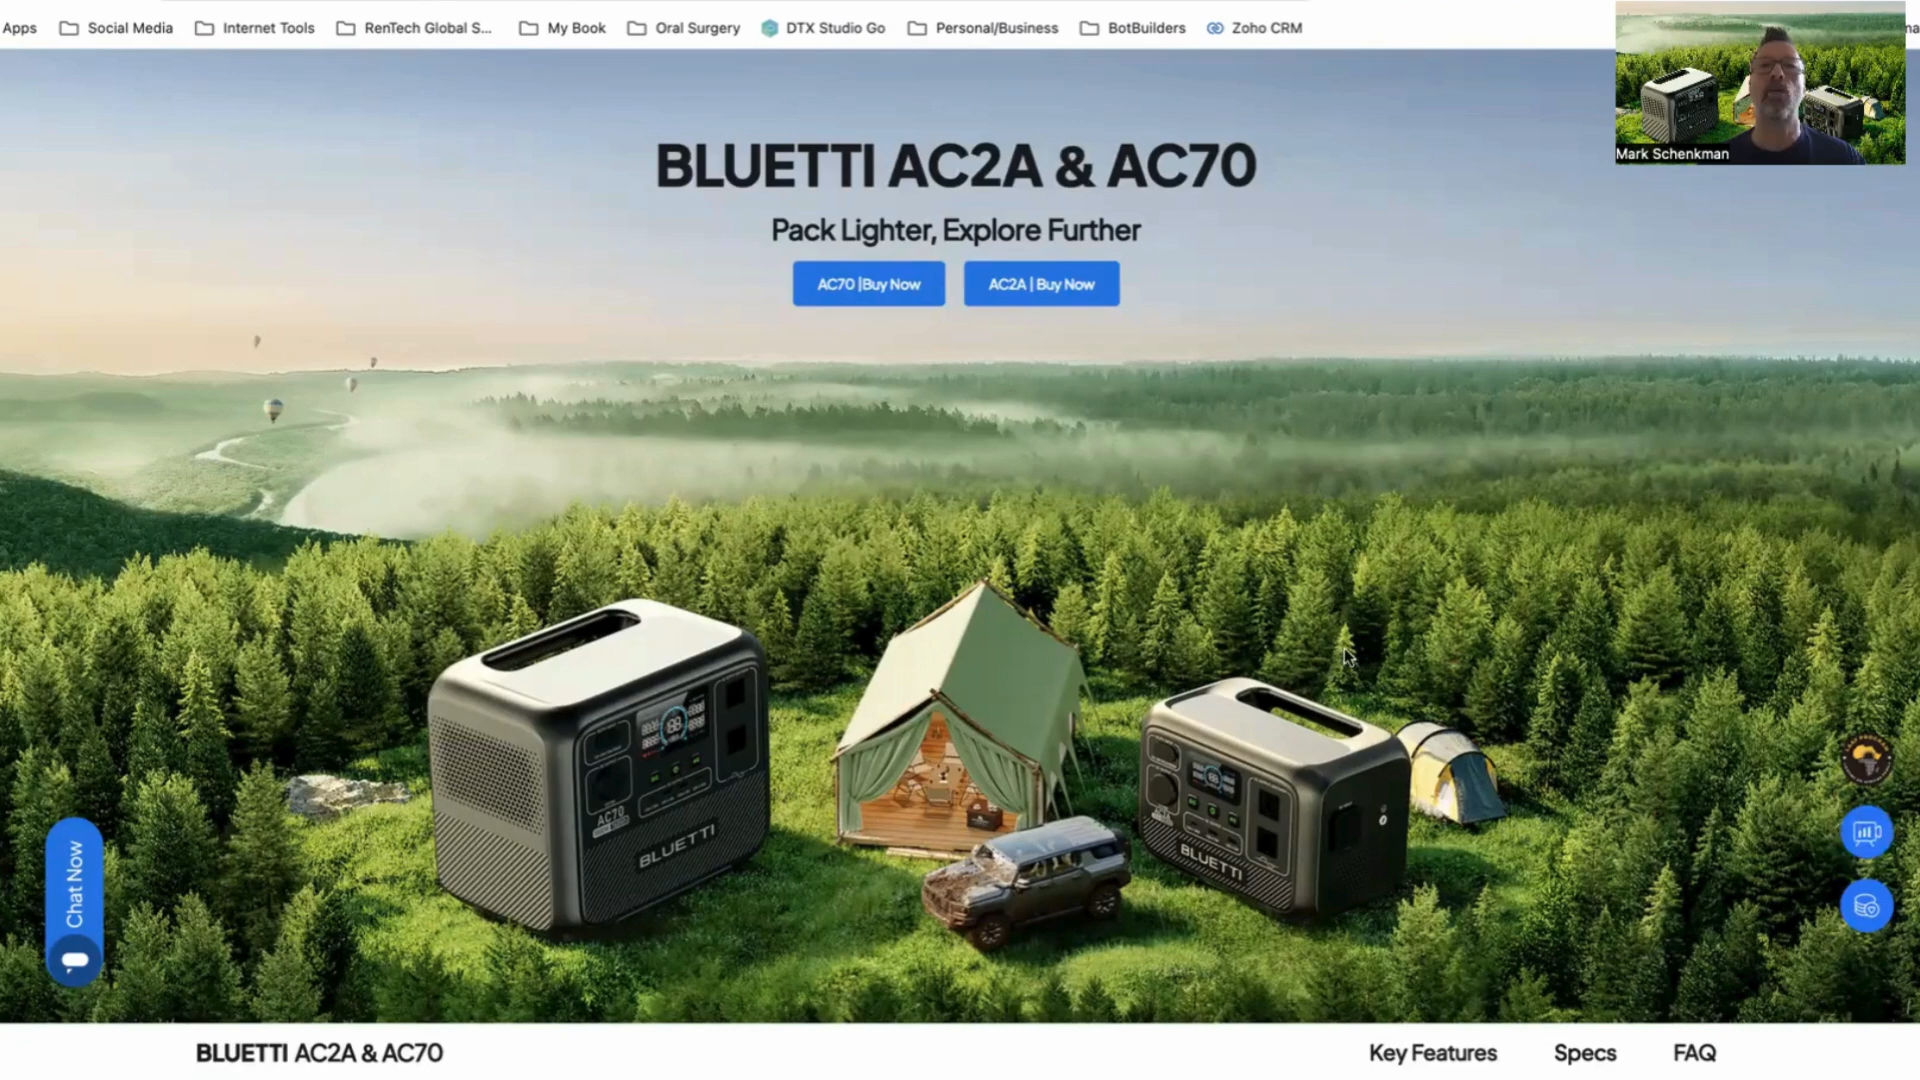 Apps
Social Media
Internet Tools
RenTech Global S...
My Book
Oral Surgery
DTX Studio Go
Personal/Business
BotBuilders
Zoho CRM
Mark Schenkman
BLUETTI AC2A & AC70
Pack Lighter, Explore Further
AC70 |Buy Now
AC2A | Buy Now
AC70
BLUETTI
BLUETTI
Chat Now
BLUETTI AC2A & AC70
Key Features
Specs
FAQ